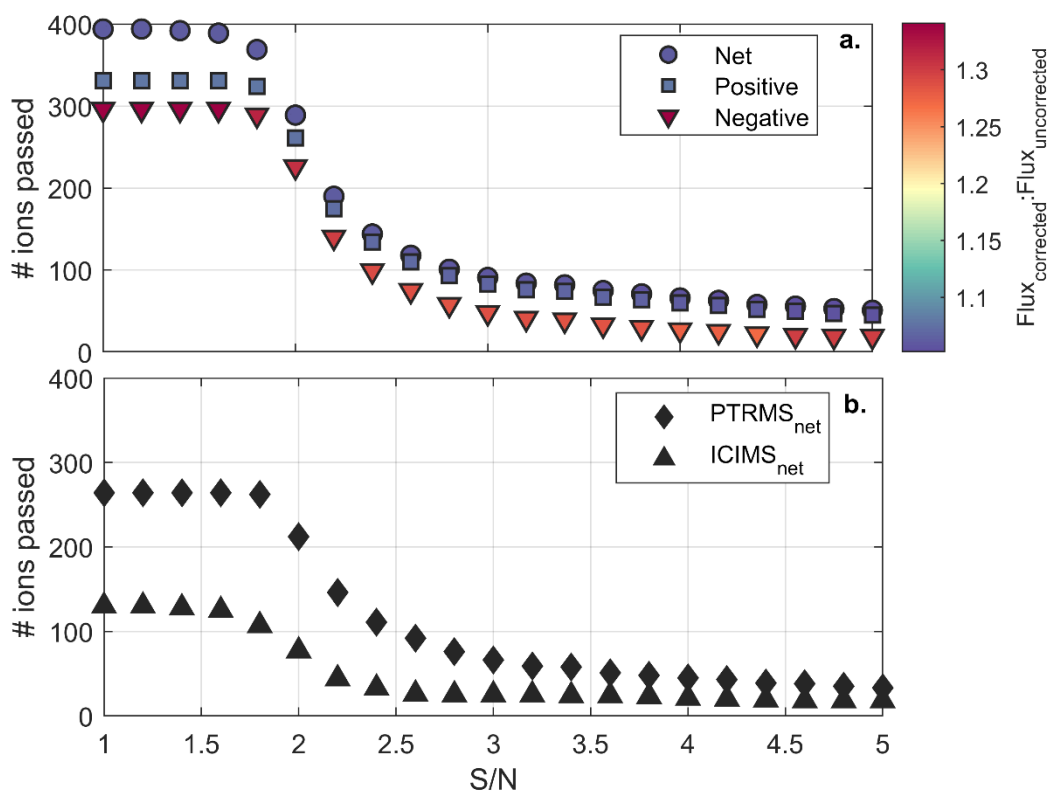 a.
400
300
200
100
0
# ions passed
Net
Positive
Negative
1.3
1.25
1.2
1.15
1.1
Flux_corrected:Flux_uncorrected
b.
400
300
200
100
0
# ions passed
PTRMS_net
ICIMS_net
1 1.5 2 2.5 3 3.5 4 4.5 5
S/N